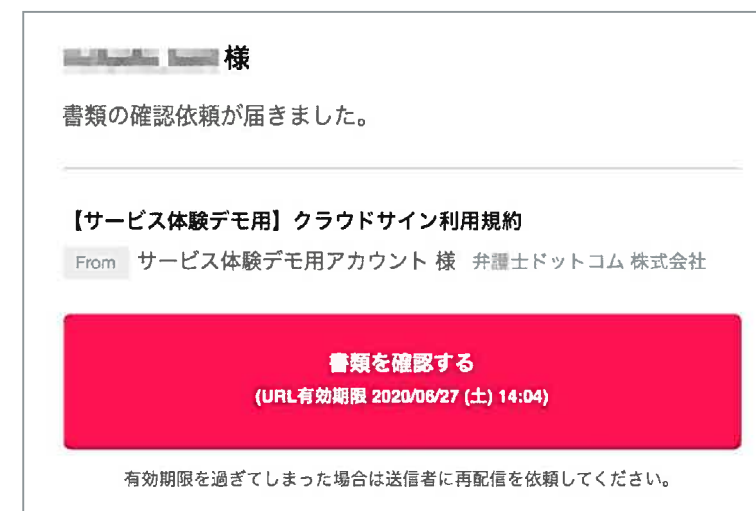 様
書類の確認依頼が届きました。
【サービス体験デモ用】クラウドサイン利用規約
From サービス体験デモ用アカウント 様 弁護士ドットコム 株式会社
書類を確認する
(URL有効期限 2020/06/27 (土) 14:04)
有効期限を過ぎてしまった場合は送信者に再配信を依頼してください。